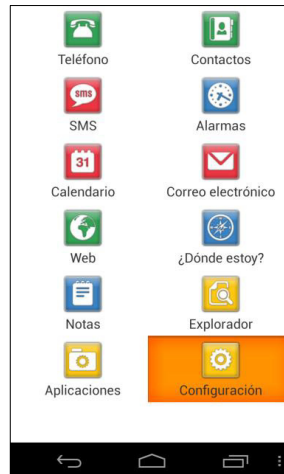 Teléfono Contactos
sms
SMS Alarmas
31
Calendario Correo electrónico
Web ¿Dónde estoy?
Notas Explorador
Aplicaciones Configuración